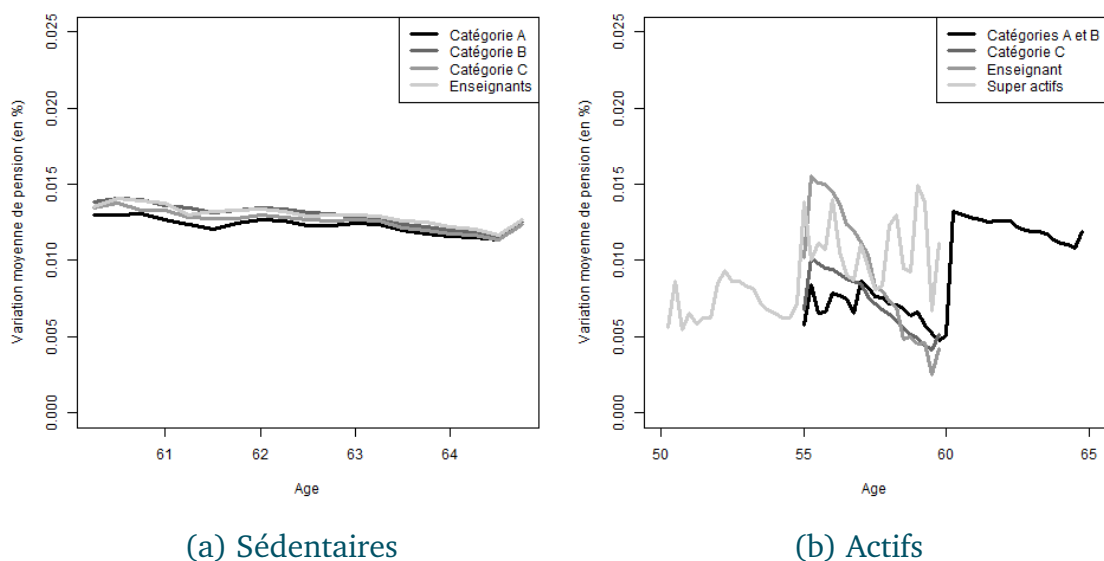 Variation moyenne de pension (en %)
0.025
0.020
0.015
0.010
0.005
0.000
Catégorie A
Catégorie B
Catégorie C
Enseignants
61 62 63 64
Age
(a) Sédentaires
Variation moyenne de pension (en %)
0.025
0.020
0.015
0.010
0.005
0.000
Catégories A et B
Catégorie C
Enseignant
Super actifs
50 55 60 65
Age
(b) Actifs